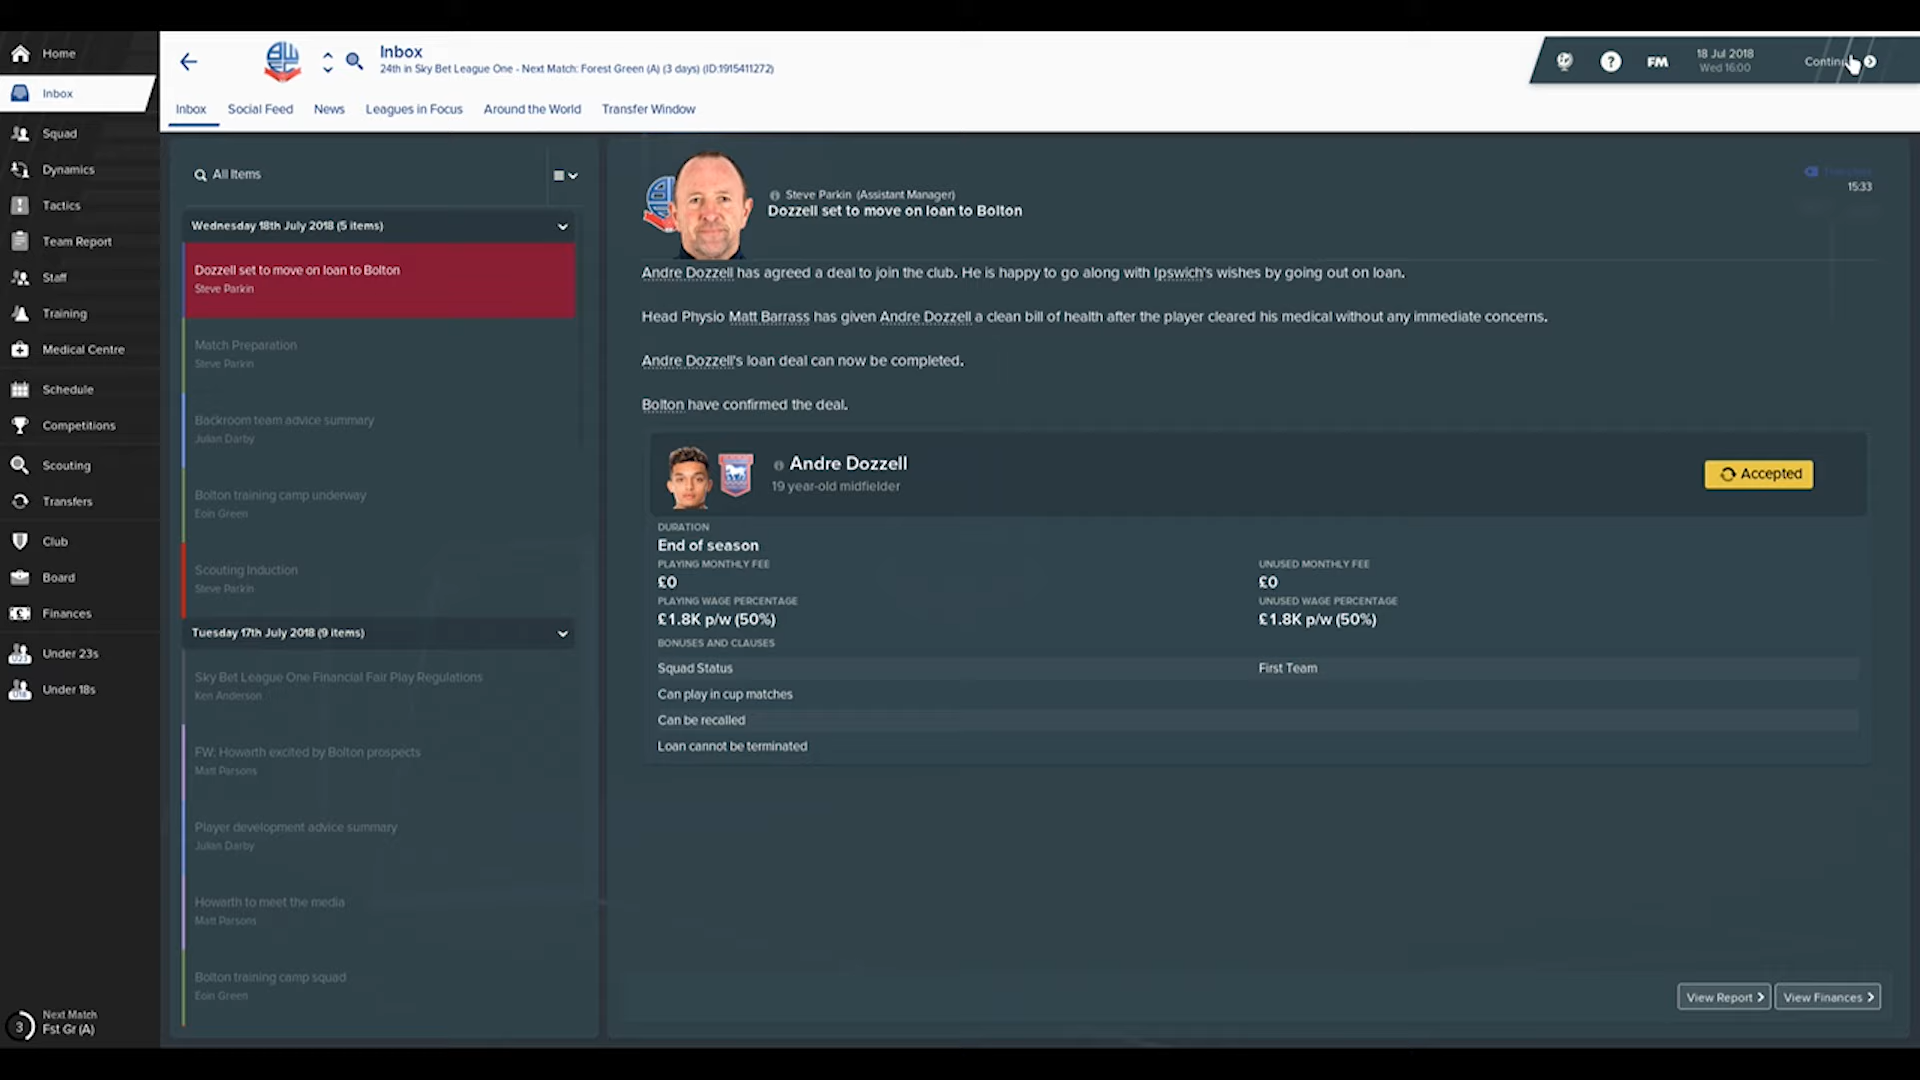 Home
Inbox
Squad
Dynamics
Tactics
Team Report
Staff
Training
Medical Centre
Schedule
Competitions
Scouting
Transfers
Club
Board
Finances
Under 23s
Under 18s
3
Next Match
Fst Gr (A)
Inbox
24th in Sky Bet League One - Next Match: Forest Green (A) (3 days) (ID:1915411272)
?
FM
18 Jul 2018
Wed 16:00
Inbox
Social Feed
News
Leagues in Focus
Around the World
Transfer Window
All Items
Wednesday 18th July 2018 (5 items)
Dozzell set to move on loan to Bolton
Steve Parkin
Match Preparation
Steve Parkin
Backroom team advice summary
Julian Darby
Bolton training camp underway
Eoin Green
Scouting Induction
Steve Parkin
Tuesday 17th July 2018 (9 items)
Sky Bet League One Financial Fair Play Regulations
Ken Anderson
FW: Howarth excited by Bolton prospects
Matt Parsons
Player development advice summary
Julian Darby
Howarth to meet the media
Matt Parsons
Bolton training camp squad
Eoin Green
Steve Parkin (Assistant Manager)
Dozzell set to move on loan to Bolton
15:33
Andre Dozzell has agreed a deal to join the club. He is happy to go along with Ipswich's wishes by going out on loan.
Head Physio Matt Barrass has given Andre Dozzell a clean bill of health after the player cleared his medical without any immediate concerns.
Andre Dozzell's loan deal can now be completed.
Bolton have confirmed the deal.
Andre Dozzell
19 year-old midfielder
Accepted
DURATION
End of season
PLAYING MONTHLY FEE
£0
UNUSED MONTHLY FEE
£0
PLAYING WAGE PERCENTAGE
£1.8K p/w (50%)
UNUSED WAGE PERCENTAGE
£1.8K p/w (50%)
BONUSES AND CLAUSES
Squad Status
First Team
Can play in cup matches
Can be recalled
Loan cannot be terminated
View Report
View Finances